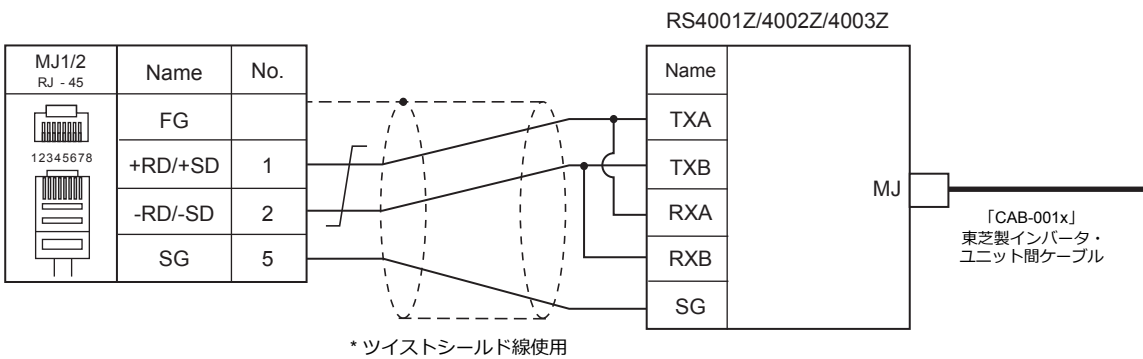 RS4001Z/4002Z/4003Z
MJ1/2
RJ - 45
Name
No.
12345678
FG
+RD/+SD
1
-RD/-SD
2
SG
5
Name
TXA
TXB
RXA
RXB
SG
MJ
「CAB-001x」
東芝製インバータ・
ユニット間ケーブル
* ツイストシールド線使用